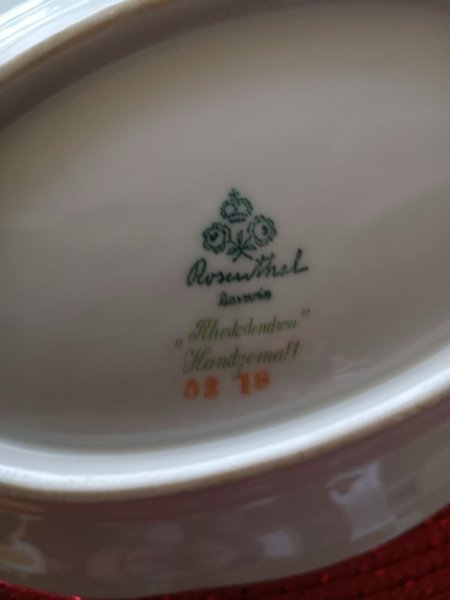 Rosenthal
Bavaria
„Rhododendron"
Handgemalt
52 18